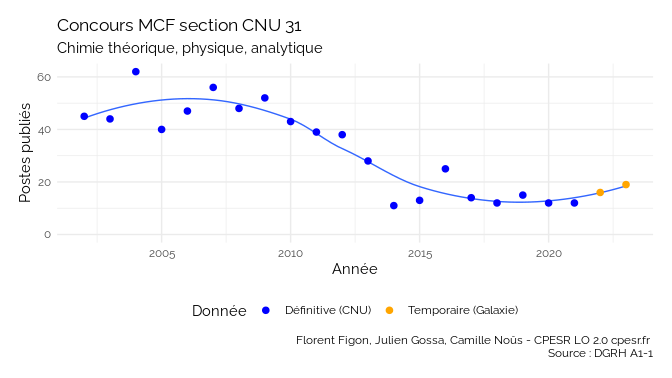 Concours MCF section CNU 31
Chimie théorique, physique, analytique
Postes publiés
60
40
20
0
2005 2010 2015 2020
Année
Donnée Définitive (CNU) Temporaire (Galaxie)
Florent Figon, Julien Gossa, Camille Noûs - CPESR LO 2.0 cpesr.fr
Source : DGRH A1-1